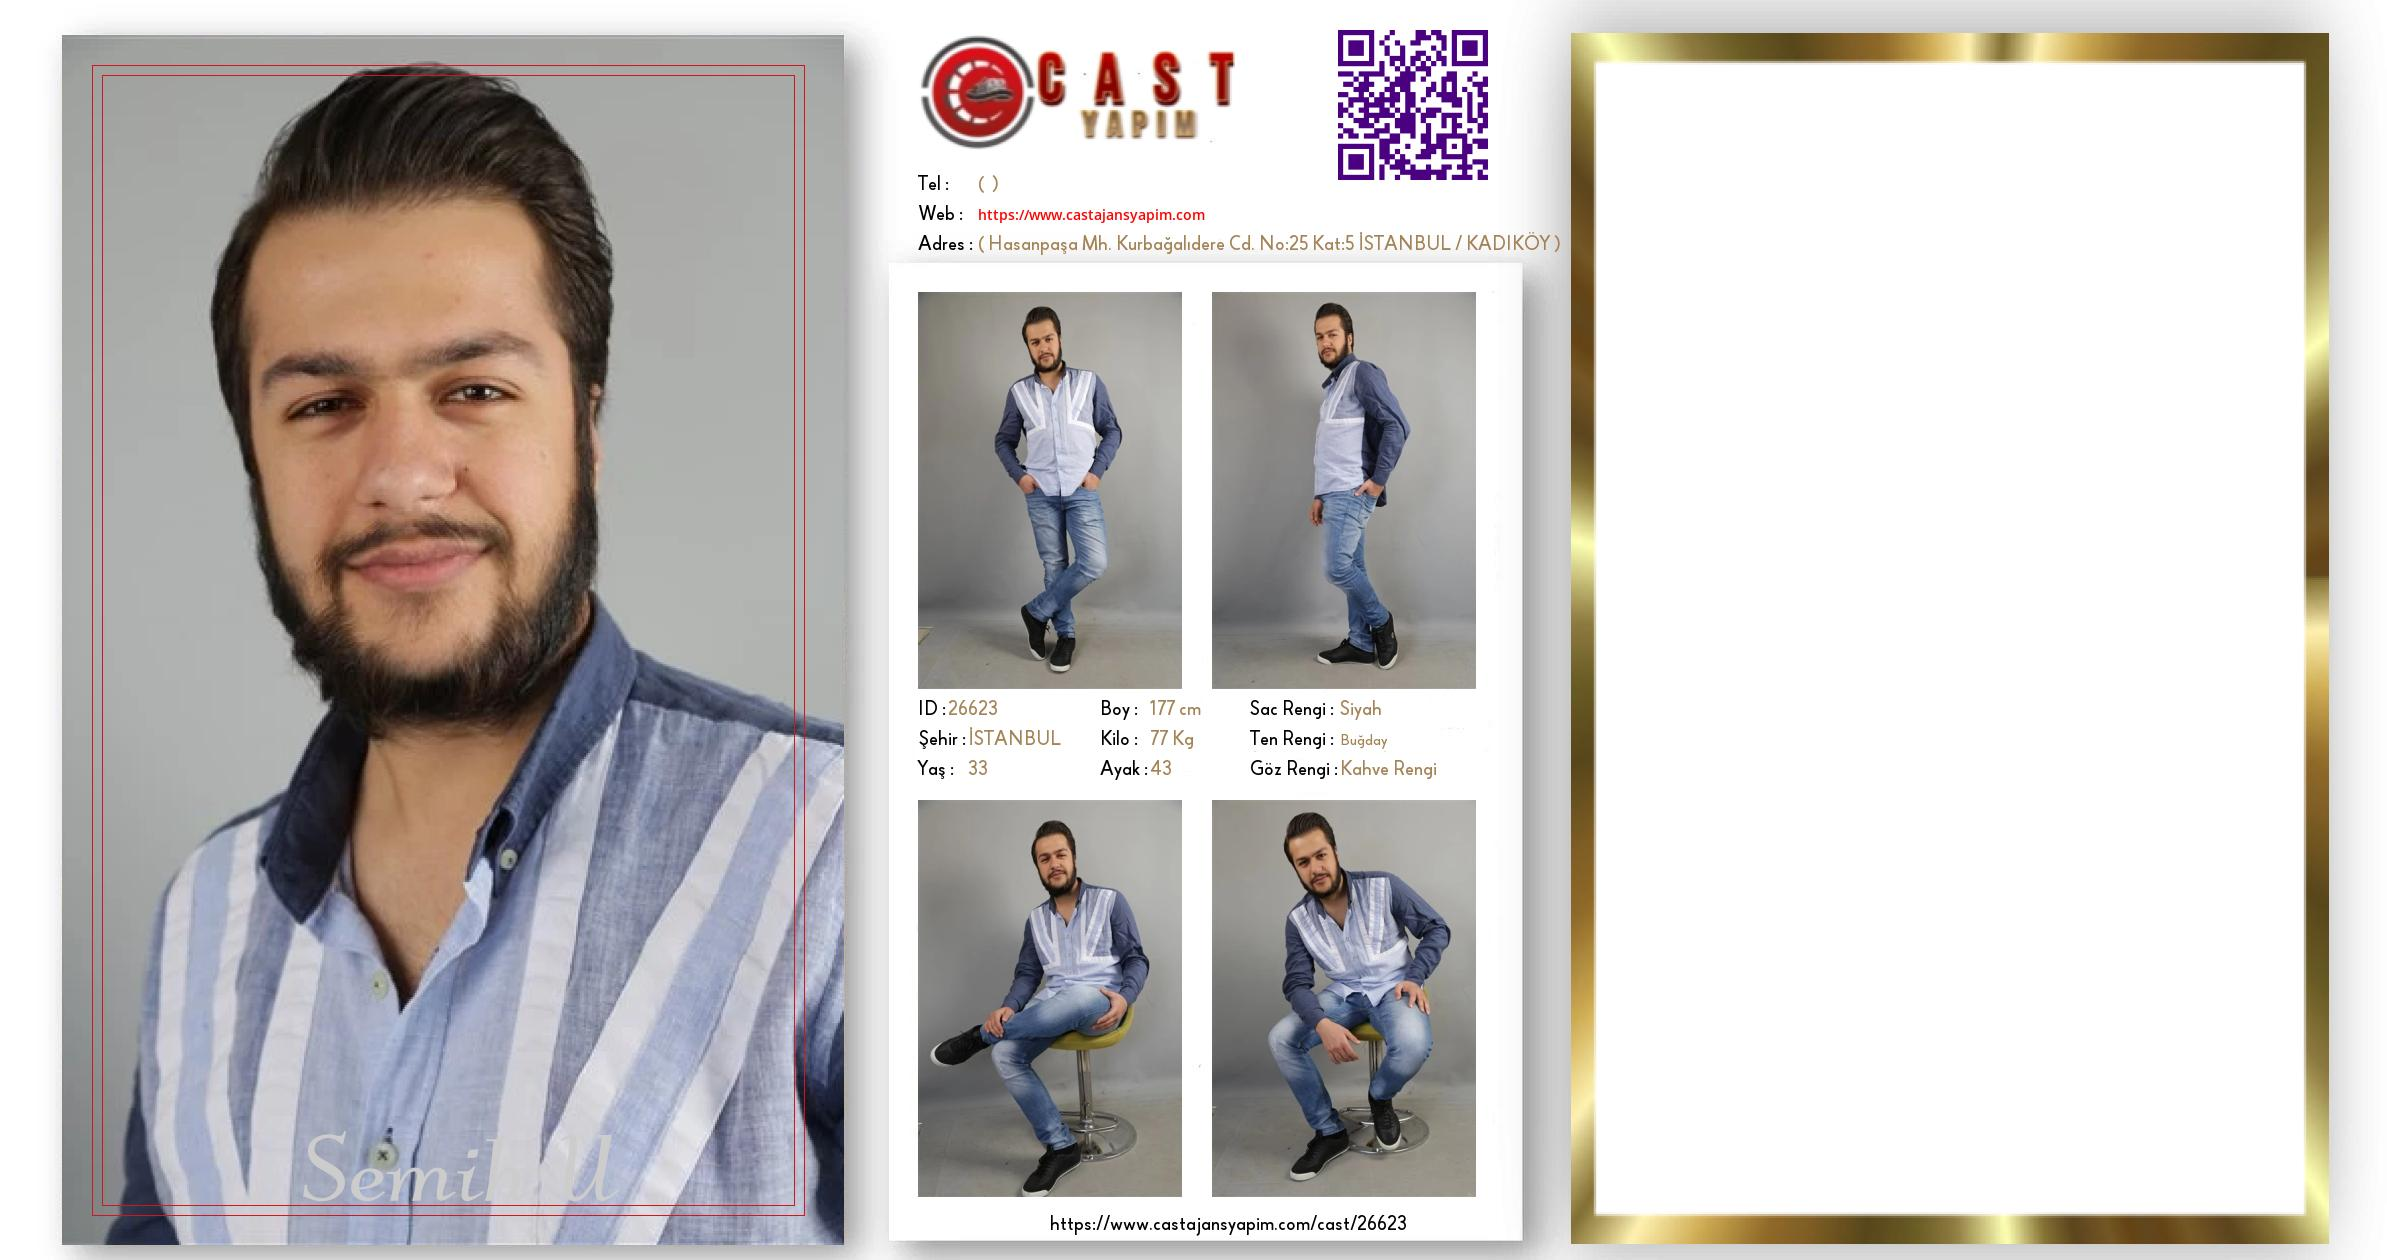 Semih U
CAST
YAPIM
Tel : ( )
Web : https://www.castajansyapim.com
Adres : ( Hasanpaşa Mh. Kurbağalıdere Cd. No:25 Kat:5 İSTANBUL / KADIKÖY )
ID : 26623 Boy : 177 cm Sac Rengi : Siyah
Şehir : İSTANBUL Kilo : 77 Kg Ten Rengi : Buğday
Yaş : 33 Ayak : 43 Göz Rengi : Kahve Rengi
https://www.castajansyapim.com/cast/26623